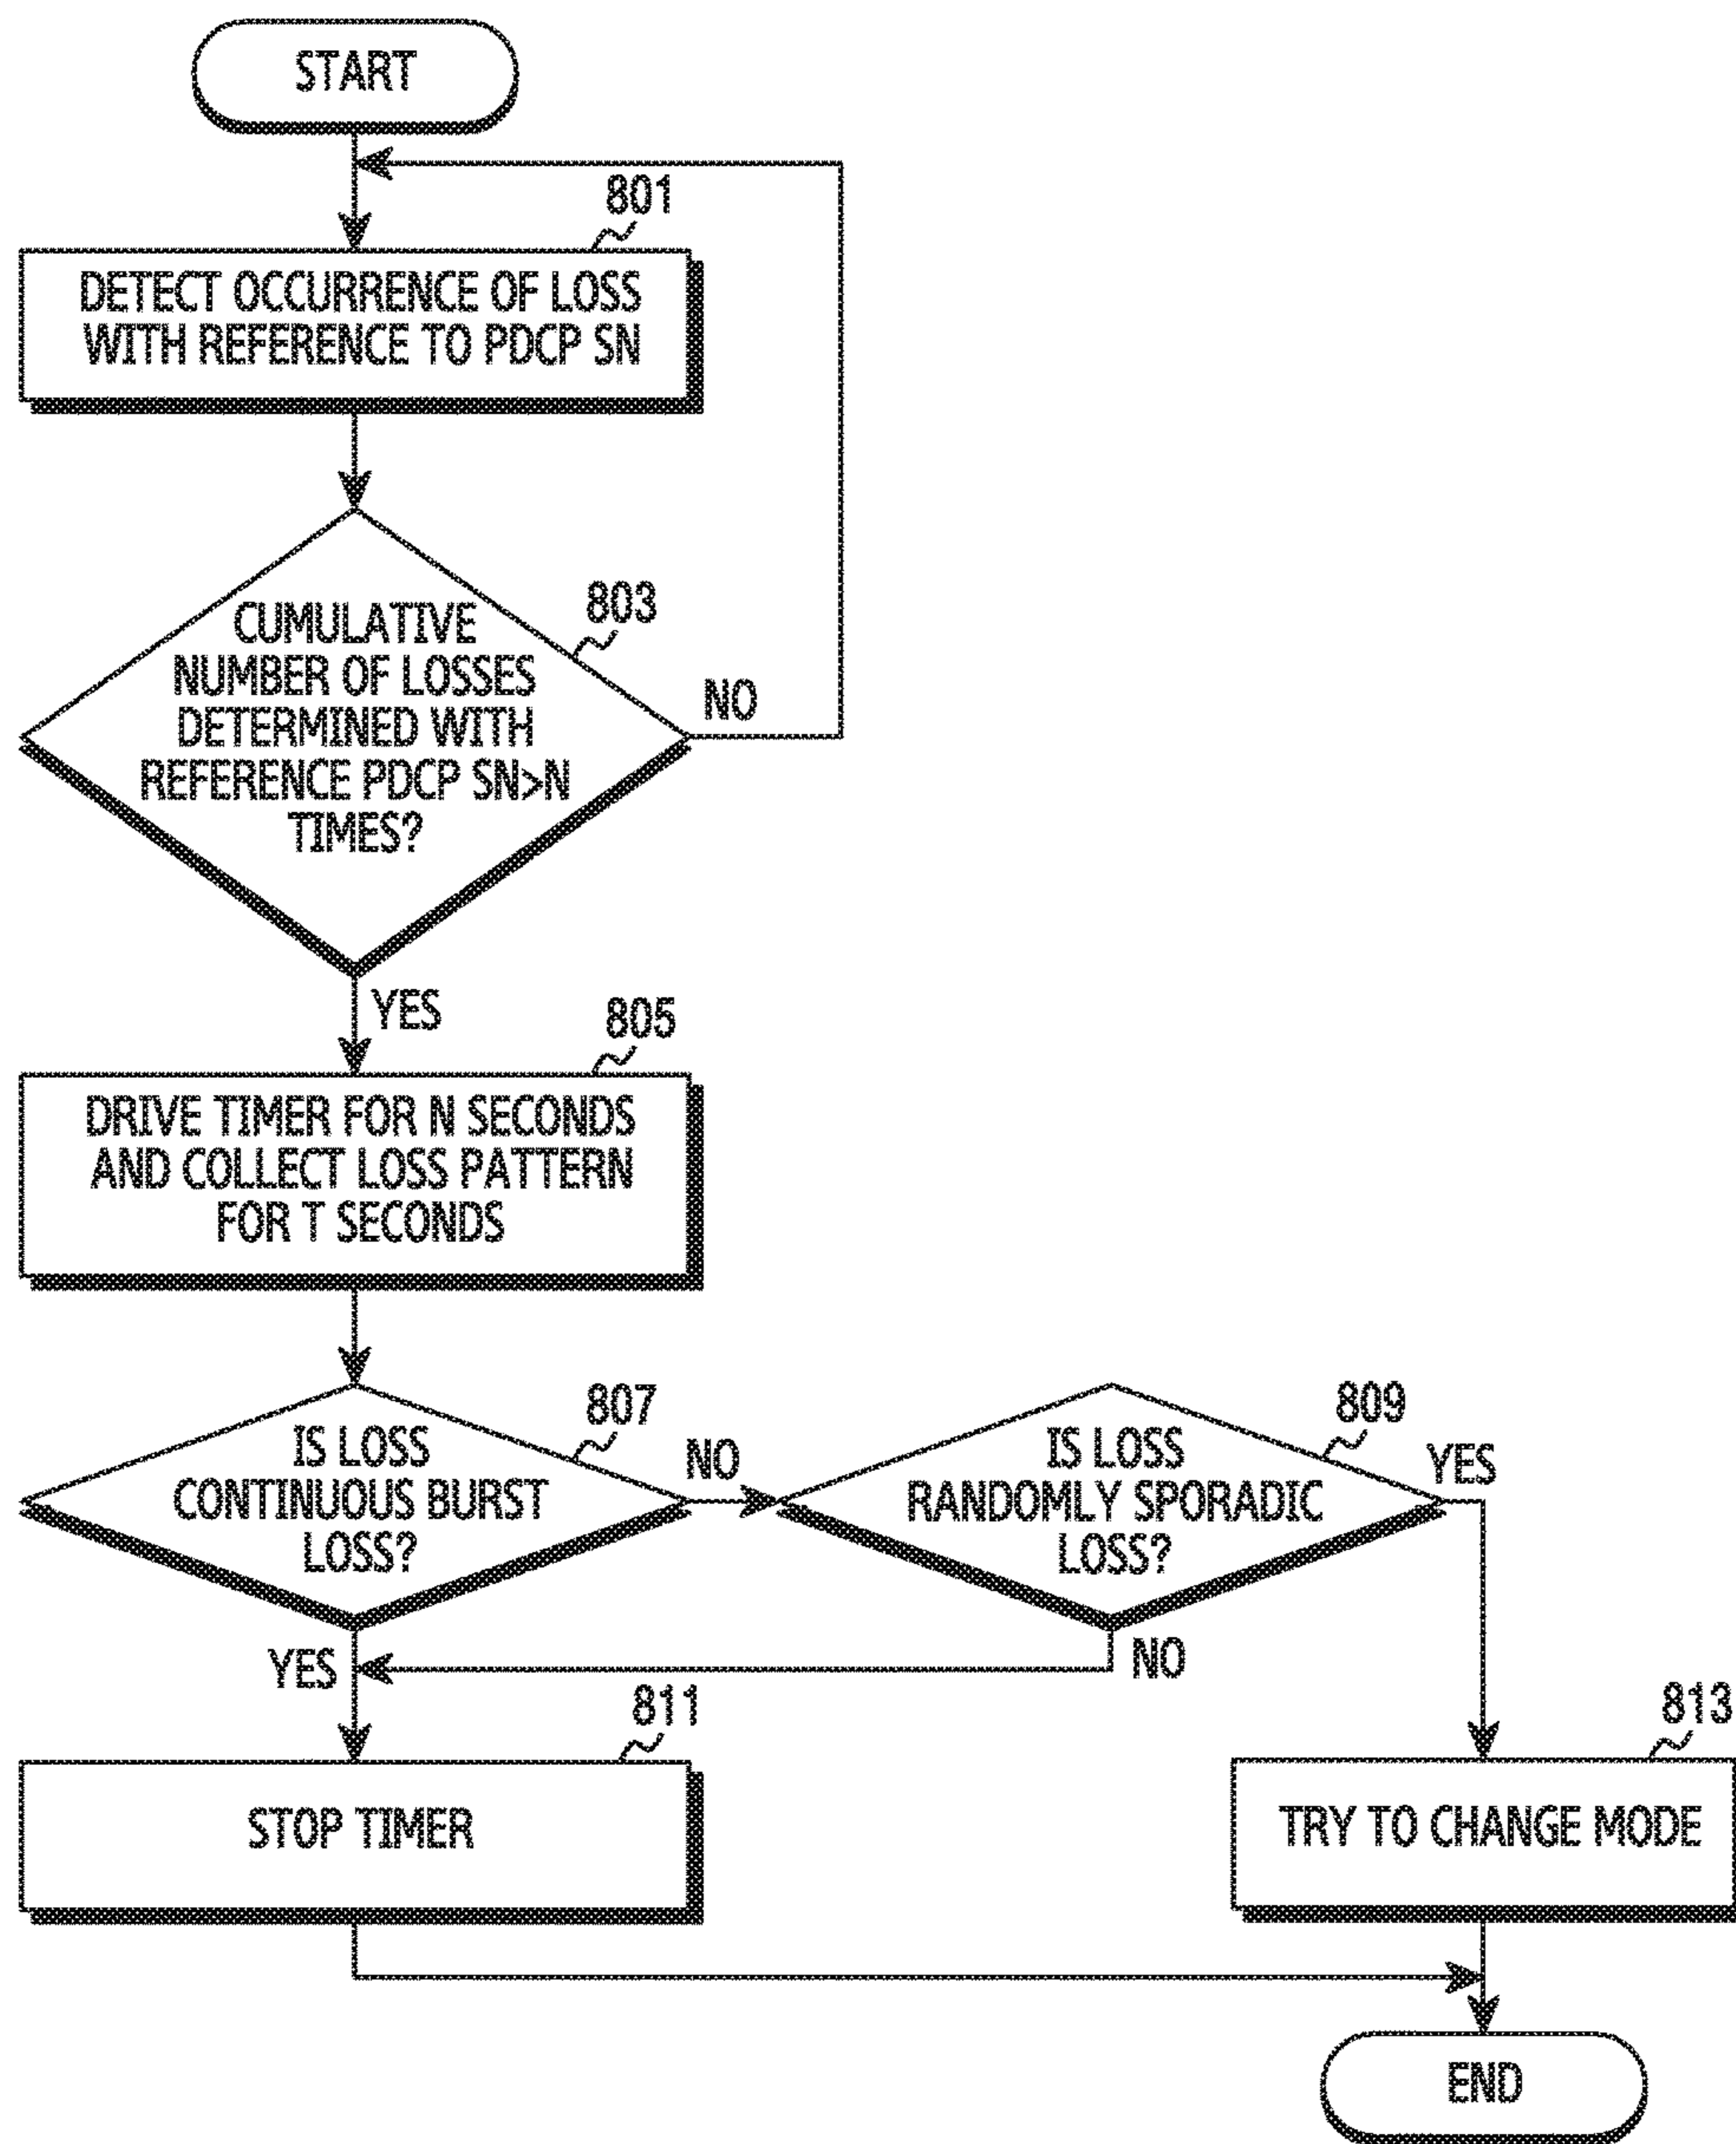 START
801
DETECT OCCURRENCE OF LOSS
WITH REFERENCE TO PDCP SN
803
CUMULATIVE
NUMBER OF LOSSES
DETERMINED WITH
REFERENCE PDCP SN>N
TIMES?
NO
YES
805
DRIVE TIMER FOR N SECONDS
AND COLLECT LOSS PATTERN
FOR T SECONDS
807
IS LOSS
CONTINUOUS BURST
LOSS?
NO
809
IS LOSS
RANDOMLY SPORADIC
LOSS?
YES
YES
NO
811
STOP TIMER
813
TRY TO CHANGE MODE
END